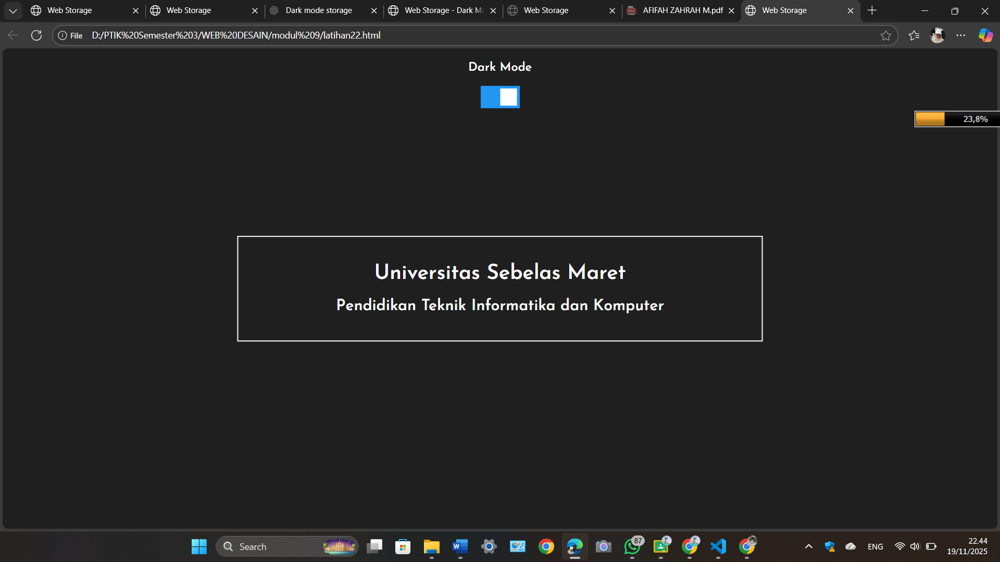 Web Storage
Web Storage
Dark mode storage
Web Storage - Dark Mo
Web Storage
AFIFAH ZAHRAH M.pdf
Web Storage
File
D:/PTIK%20Semester%203/WEB%20DESAIN/modul%209/latihan22.html
Dark Mode
23,8%
Universitas Sebelas Maret
Pendidikan Teknik Informatika dan Komputer
Search
87
ENG
22.44
19/11/2025